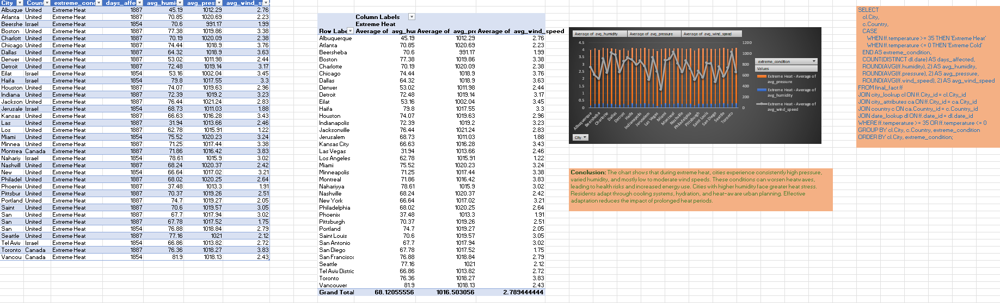 City Count extreme_cond days_affe avg_humi avg_pres avg_wind_sp
Albuque United Extreme Heat 1887 45.19 1012.29 2.76
Atlanta United Extreme Heat 1887 70.85 1020.69 2.23
Beershe Israel Extreme Heat 1854 70.6 991.17 1.99
Boston United Extreme Heat 1887 77.38 1019.86 3.38
Charlott United Extreme Heat 1887 70.19 1020.09 2.38
Chicago United Extreme Heat 1887 74.44 1018.9 3.76
Dallas United Extreme Heat 1887 64.32 1018.9 3.63
Denver United Extreme Heat 1887 53.02 1011.98 2.44
Detroit United Extreme Heat 1887 72.48 1019.14 3.17
Eilat Israel Extreme Heat 1854 53.16 1002.04 3.45
Haifa Israel Extreme Heat 1854 79.8 1017.55 3.3
Houston United Extreme Heat 1887 74.07 1019.63 2.96
Indiana United Extreme Heat 1887 72.39 1019.2 3.23
Jackson United Extreme Heat 1887 76.44 1021.24 2.83
Jerusale Israel Extreme Heat 1854 68.73 1011.03 1.88
Kansas United Extreme Heat 1887 66.63 1016.28 3.43
Las United Extreme Heat 1887 31.94 1013.66 2.46
Los United Extreme Heat 1887 62.78 1015.91 1.22
Miami United Extreme Heat 1854 75.52 1020.23 3.24
Minnea United Extreme Heat 1887 71.25 1017.44 3.38
Montrea Canada Extreme Heat 1887 71.86 1016.42 3.83
Nahariy Israel Extreme Heat 1854 78.61 1015.9 3.02
Nashvill United Extreme Heat 1887 68.24 1020.37 2.42
New United Extreme Heat 1854 66.64 1017.02 3.21
Philadel United Extreme Heat 1887 68.02 1020.25 2.64
Phoenix United Extreme Heat 1887 37.48 1013.3 1.91
Pittsbur United Extreme Heat 1887 70.37 1019.26 2.51
Portland United Extreme Heat 1887 74.7 1019.27 2.05
Saint United Extreme Heat 1887 70.6 1019.57 3.05
San United Extreme Heat 1887 67.7 1017.94 3.02
San United Extreme Heat 1887 67.78 1017.52 1.75
San United Extreme Heat 1854 76.88 1018.84 2.79
Seattle United Extreme Heat 1887 77.16 1021 2.12
Tel Aviv Israel Extreme Heat 1854 66.86 1013.82 2.72
Toronto Canada Extreme Heat 1887 76.36 1018.27 3.83
Vancou Canada Extreme Heat 1854 81.9 1018.13 2.43
Column Labels
Extreme Heat
Row Labe Average of avg_hui Average of avg_pre Average of avg_wind_speed
Albuquerque 45.19 1012.29 2.76
Atlanta 70.85 1020.69 2.23
Beersheba 70.6 991.17 1.99
Boston 77.38 1019.86 3.38
Charlotte 70.19 1020.09 2.38
Chicago 74.44 1018.9 3.76
Dallas 64.32 1018.9 3.63
Denver 53.02 1011.98 2.44
Detroit 72.48 1019.14 3.17
Eilat 53.16 1002.04 3.45
Haifa 79.8 1017.55 3.3
Houston 74.07 1019.63 2.96
Indianapolis 72.39 1019.2 3.23
Jacksonville 76.44 1021.24 2.83
Jerusalem 68.73 1011.03 1.88
Kansas City 66.63 1016.28 3.43
Las Vegas 31.94 1013.66 2.46
Los Angeles 62.78 1015.91 1.22
Miami 75.52 1020.23 3.24
Minneapolis 71.25 1017.44 3.38
Montreal 71.86 1016.42 3.83
Nahariyya 78.61 1015.9 3.02
Nashville 68.24 1020.37 2.42
New York 66.64 1017.02 3.21
Philadelphia 68.02 1020.25 2.64
Phoenix 37.48 1013.3 1.91
Pittsburgh 70.37 1019.26 2.51
Portland 74.7 1019.27 2.05
Saint Louis 70.6 1019.57 3.05
San Antonio 67.7 1017.94 3.02
San Diego 67.78 1017.52 1.75
San Francisc 76.88 1018.84 2.79
Seattle 77.16 1021 2.12
Tel Aviv Distric 66.86 1013.82 2.72
Toronto 76.36 1018.27 3.83
Vancouver 81.9 1018.13 2.43
Grand Total 68.12055556 1016.503056 2.789444444
Average of avg_humidity Average of avg_pressure Average of avg_wind_speed
4.5 1200
4 1000
3.5
3 800
2.5 600
2
1.5 400
1 200
0.5
0 0
Albuquerque Beersheba Charlotte Dallas Detroit Haifa Indianapolis Jerusalem Las Vegas Miami Montreal Nashville Philadelphia Pittsburgh Saint Louis San Diego Seattle Toronto
City
extreme_condition
Values
Extreme Heat - Average of
avg_pressure
Extreme Heat - Average of
avg_humidity
Extreme Heat - Average of
avg_wind_speed
Conclusion: The chart shows that during extreme heat, cities experience consistently high pressure,
varied humidity, and mostly low to moderate wind speeds. These conditions can worsen heatwaves,
leading to health risks and increased energy use. Cities with higher humidity face greater heat stress.
Residents adapt through cooling systems, hydration, and heat-aware urban planning. Effective
adaptation reduces the impact of prolonged heat periods.
SELECT
cl.City,
c.Country,
CASE
WHEN ff.temperature >= 35 THEN 'Extreme Heat'
WHEN ff.temperature <= 0 THEN 'Extreme Cold'
END AS extreme_condition,
COUNT(DISTINCT dl.date) AS days_affected,
ROUND(AVG(ff.humidity), 2) AS avg_humidity,
ROUND(AVG(ff.pressure), 2) AS avg_pressure,
ROUND(AVG(ff.wind_speed), 2) AS avg_wind_speed
FROM final_fact ff
JOIN city_lookup cl ON ff.City_id = cl.City_id
JOIN city_attributes ca ON ff.City_id = ca.City_id
JOIN country c ON ca.Country_id = c.Country_id
JOIN date_lookup dl ON ff.date_id = dl.date_id
WHERE ff.temperature >= 35 OR ff.temperature <= 0
GROUP BY cl.City, c.Country, extreme_condition
ORDER BY cl.City, extreme_condition;